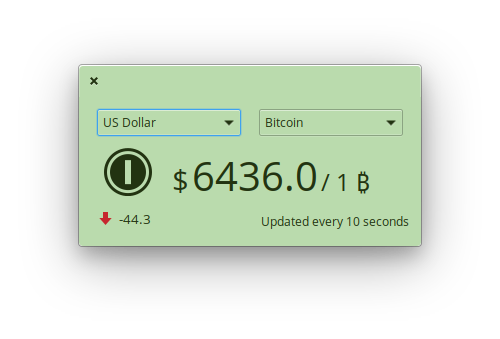 US Dollar
Bitcoin
$ 6436.0 / 1 ₿
-44.3
Updated every 10 seconds